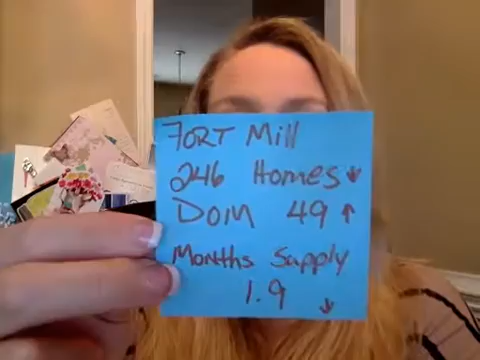 FORT Mill
246 Homes ↓
DOM 49 ↑
Months Supply
1.9 ↓